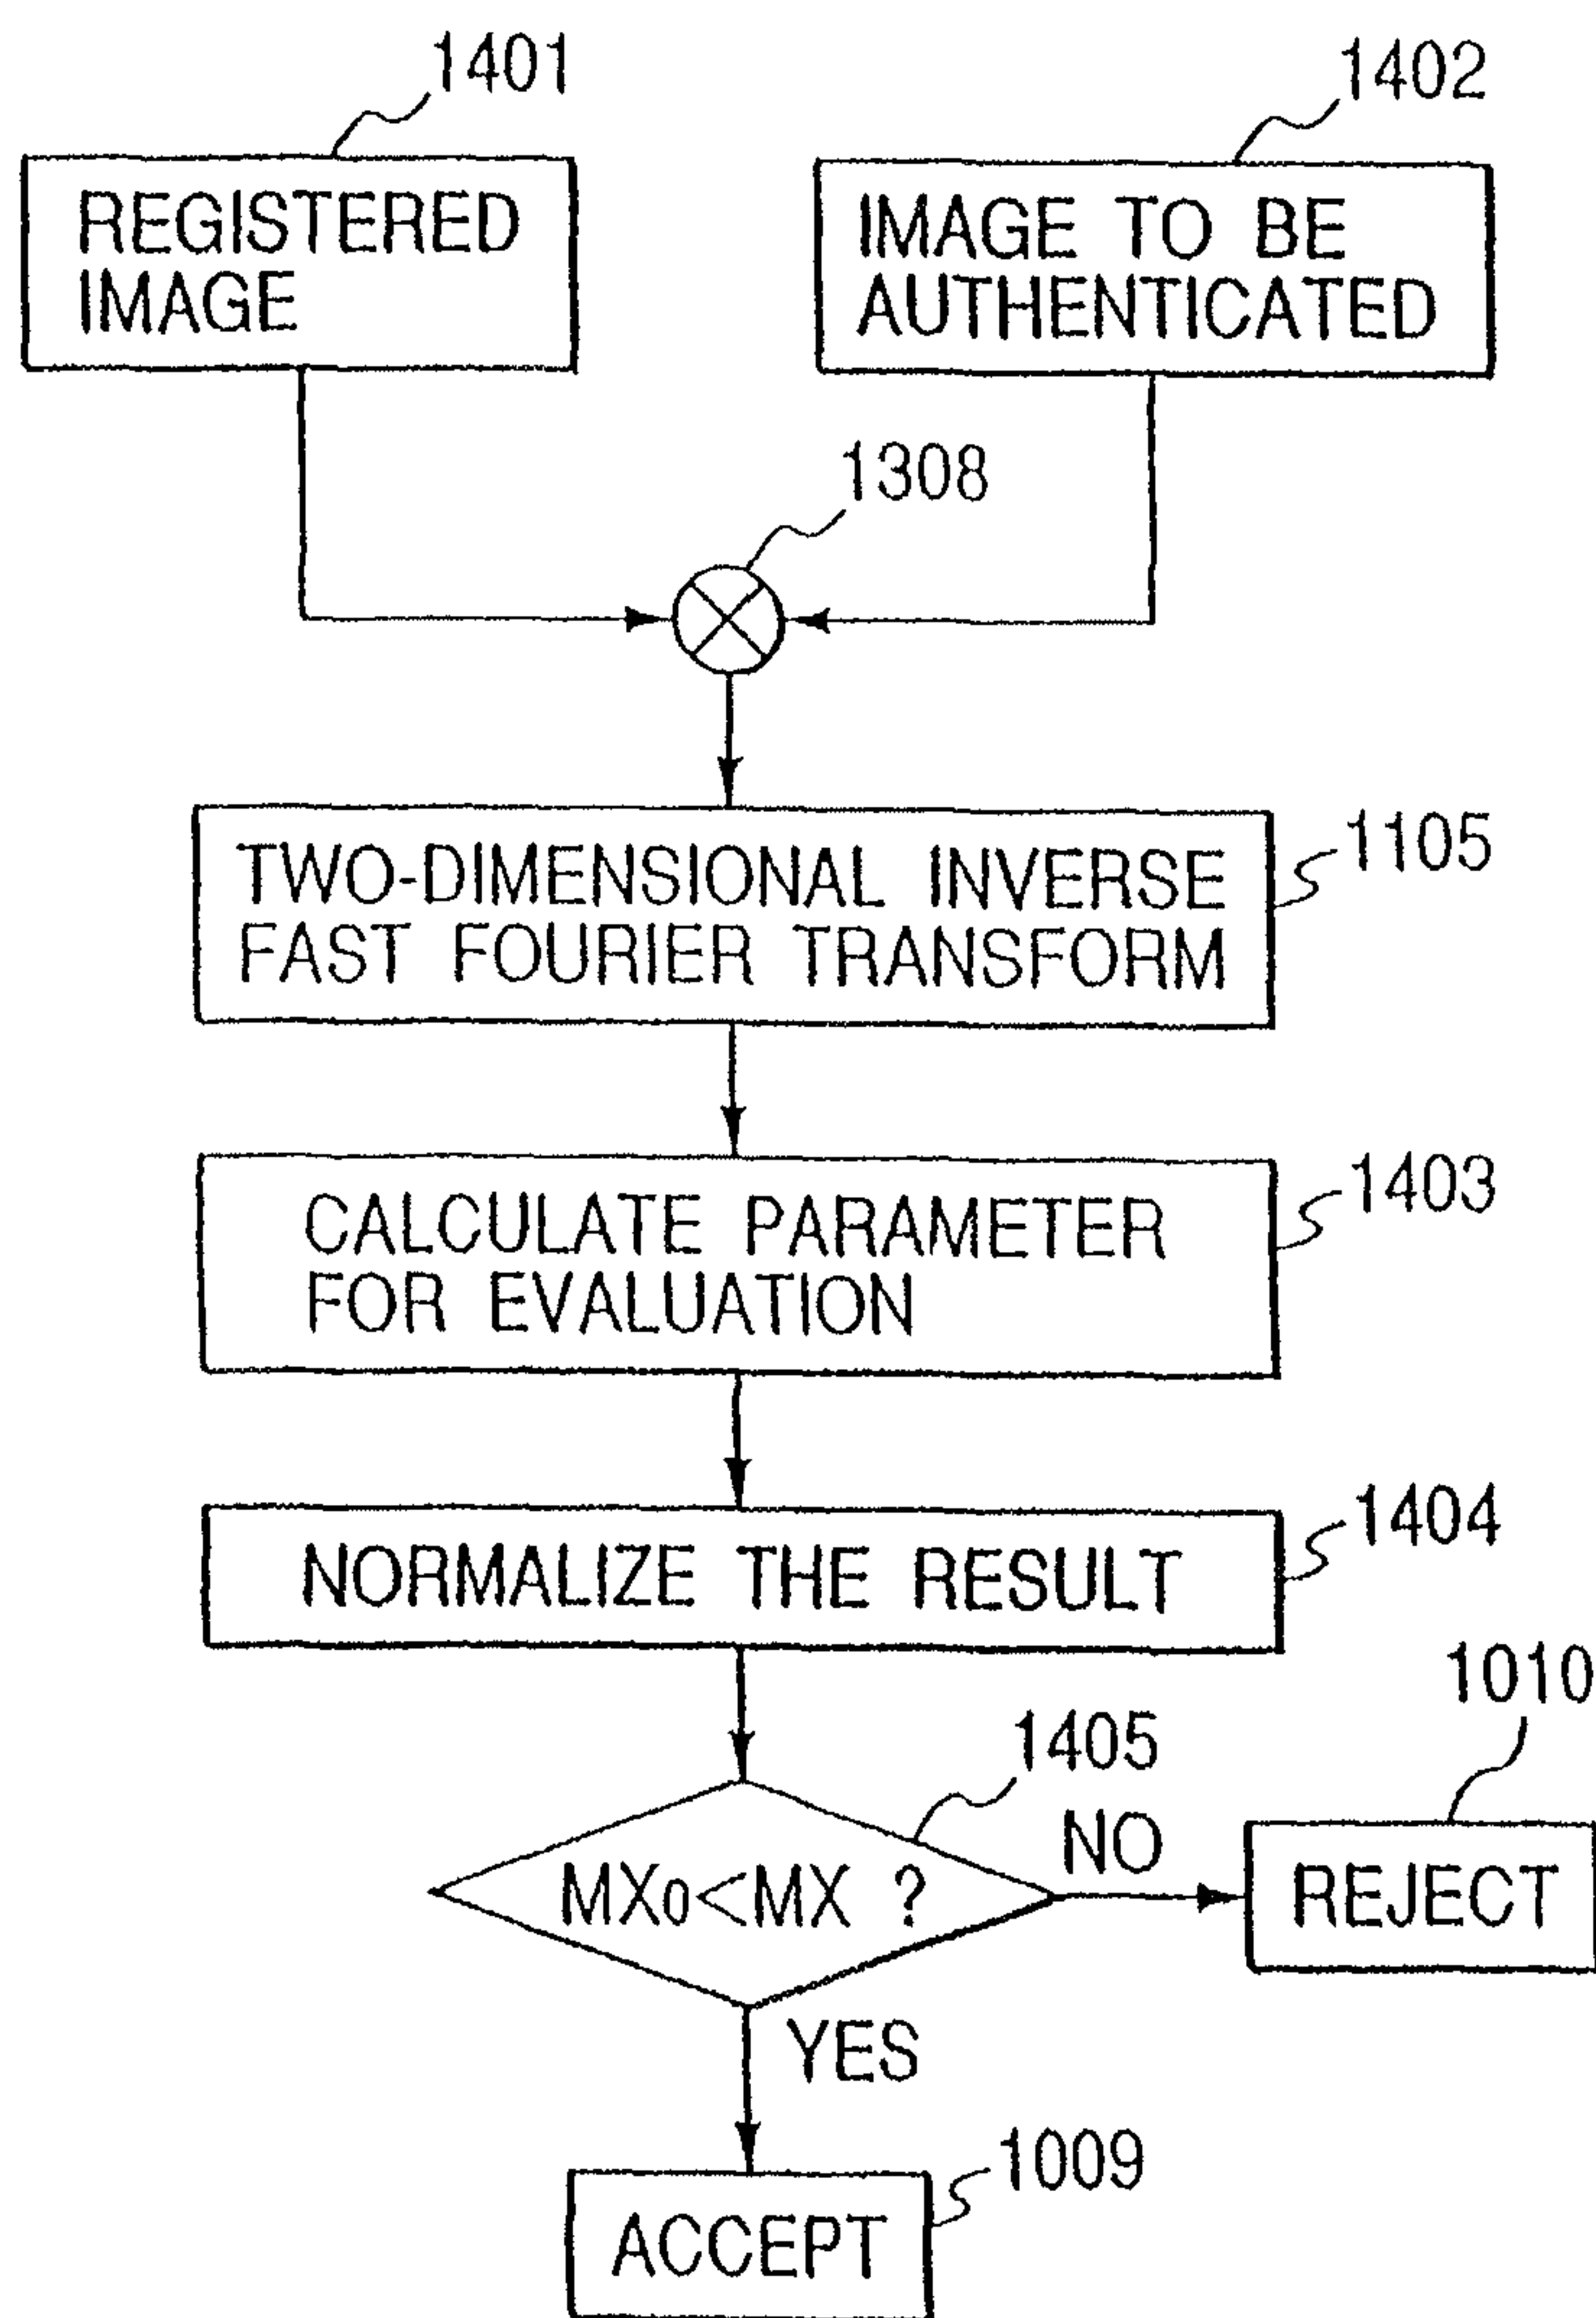 1401
1402
REGISTERED
IMAGE
IMAGE TO BE
AUTHENTICATED
1308
TWO-DIMENSIONAL INVERSE
FAST FOURIER TRANSFORM
1105
CALCULATE PARAMETER
FOR EVALUATION
1403
NORMALIZE THE RESULT
1404
1010
1405
NO
MX0<MX ?
REJECT
YES
1009
ACCEPT